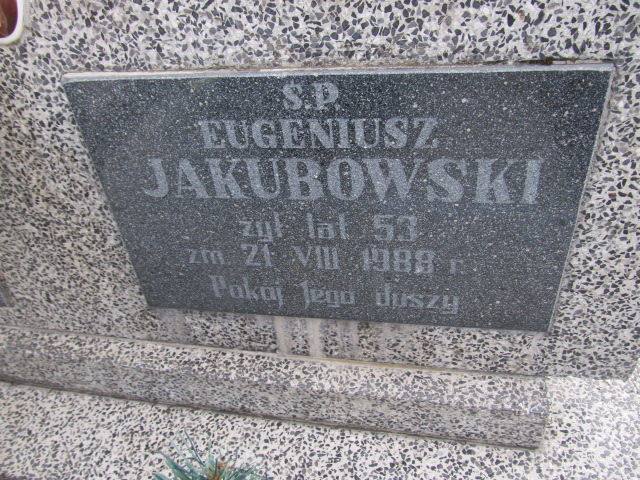 Ś.P.
EUGENIUSZ
JAKUBOWSKI
żył lat 53
zm. 21 VIII 1988 r.
Pokój Jego duszy